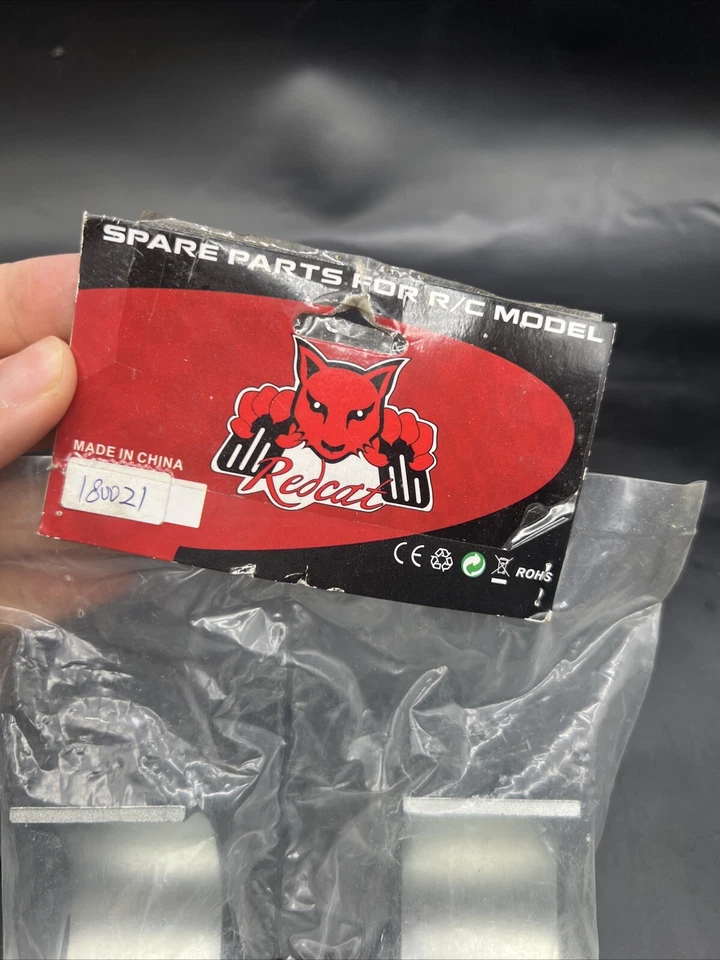 SPARE PARTS FOR R/C MODEL
Redcat
MADE IN CHINA
180021
CE
ROHS